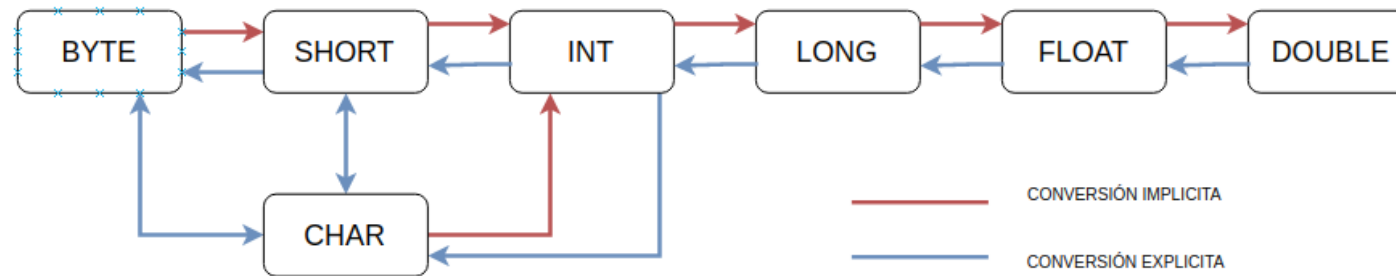 BYTE
SHORT
INT
LONG
FLOAT
DOUBLE
CHAR
CONVERSIÓN IMPLICITA
CONVERSIÓN EXPLICITA